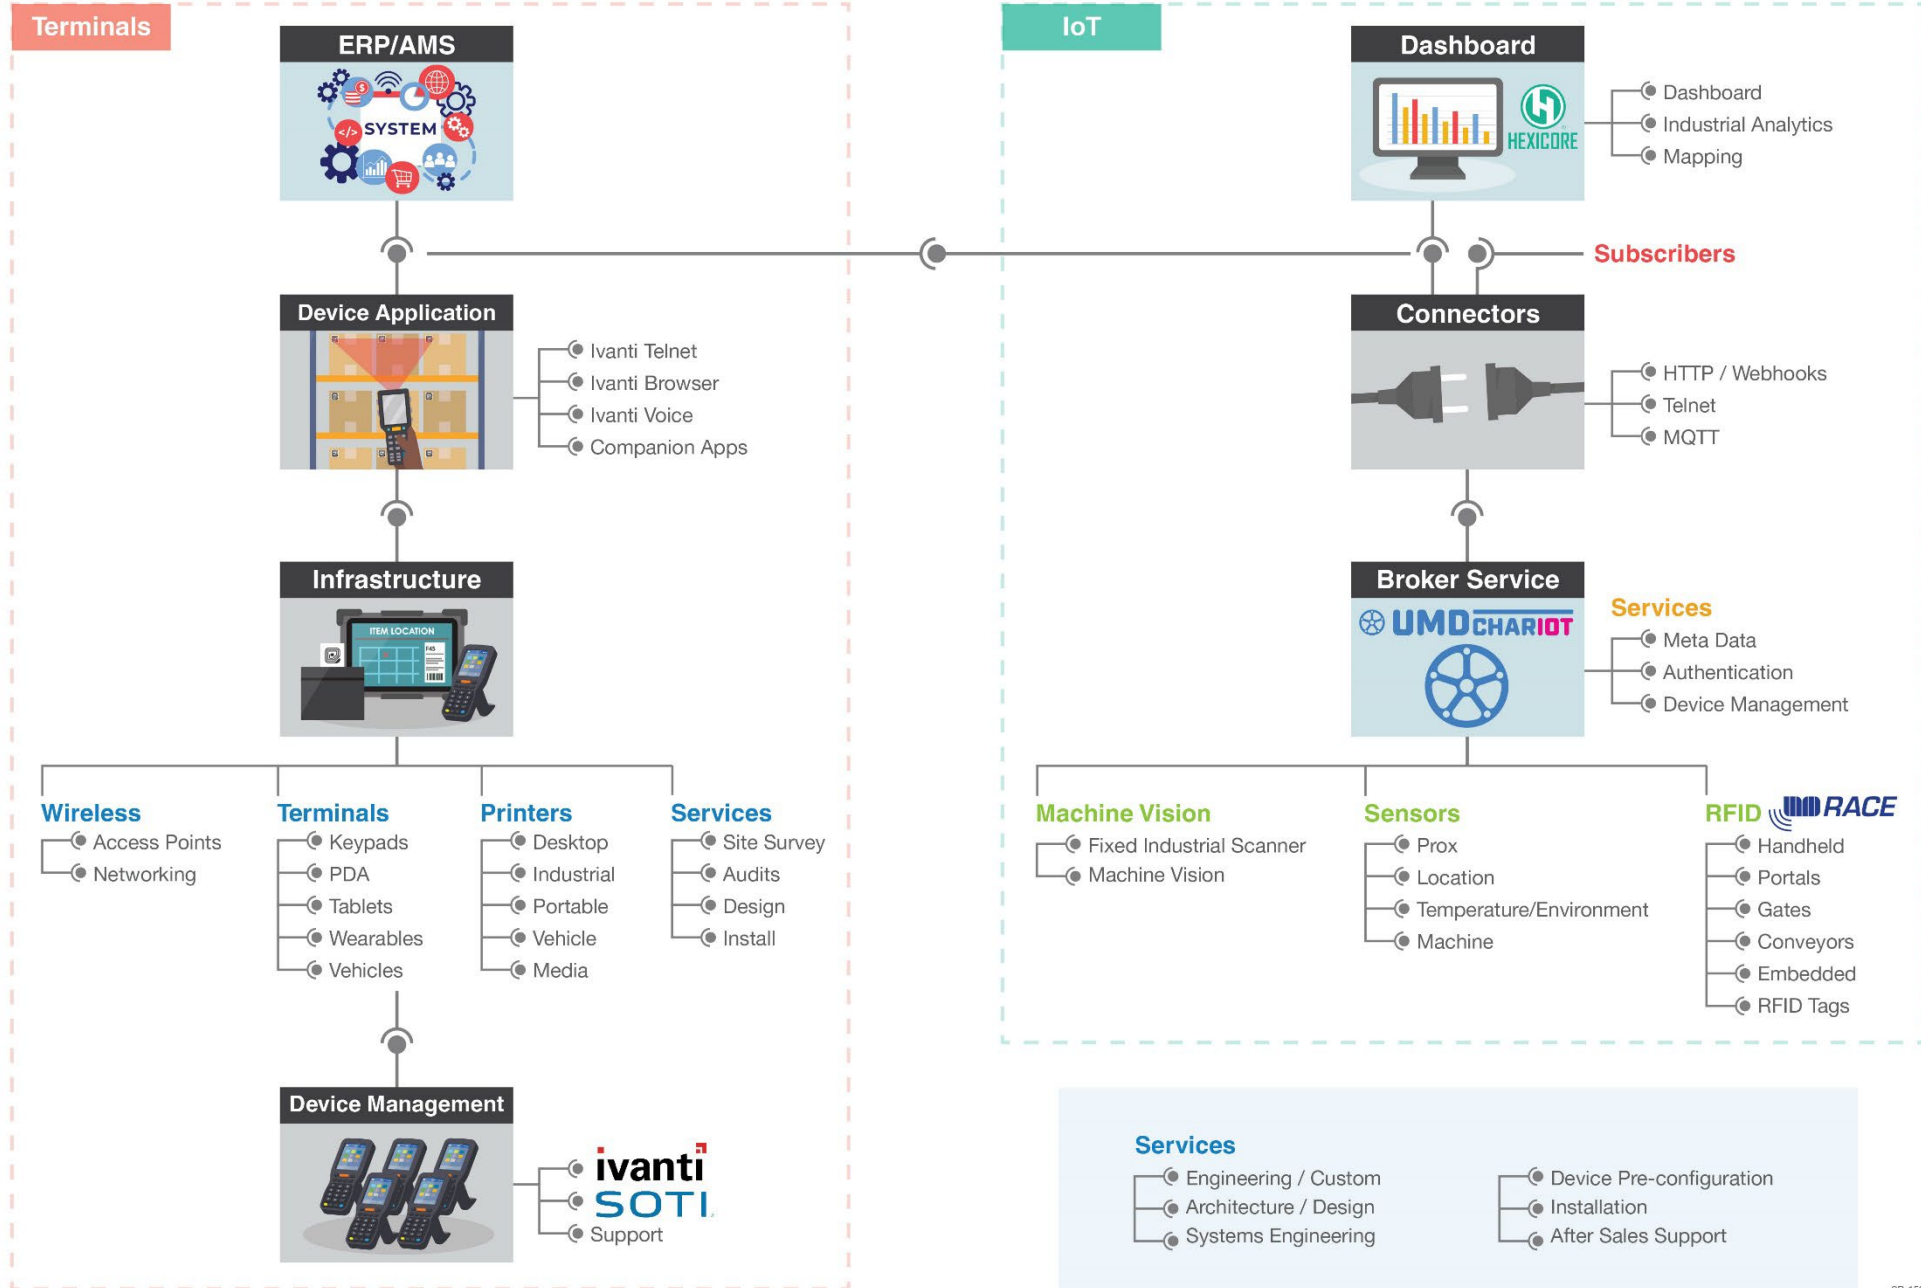 Terminals
ERP/AMS
SYSTEM
Device Application
Ivanti Telnet
Ivanti Browser
Ivanti Voice
Companion Apps
Infrastructure
ITEM LOCATION
F45
Wireless
Access Points
Networking
Terminals
Keypads
PDA
Tablets
Wearables
Vehicles
Printers
Desktop
Industrial
Portable
Vehicle
Media
Services
Site Survey
Audits
Design
Install
Device Management
ivanti
SOTI
Support
IoT
Dashboard
HEXICORE
Dashboard
Industrial Analytics
Mapping
Subscribers
Connectors
HTTP / Webhooks
Telnet
MQTT
Broker Service
UMD CHARIOT
Services
Meta Data
Authentication
Device Management
Machine Vision
Fixed Industrial Scanner
Machine Vision
Sensors
Prox
Location
Temperature/Environment
Machine
RFID UMD RACE
Handheld
Portals
Gates
Conveyors
Embedded
RFID Tags
Services
Engineering / Custom
Architecture / Design
Systems Engineering
Device Pre-configuration
Installation
After Sales Support